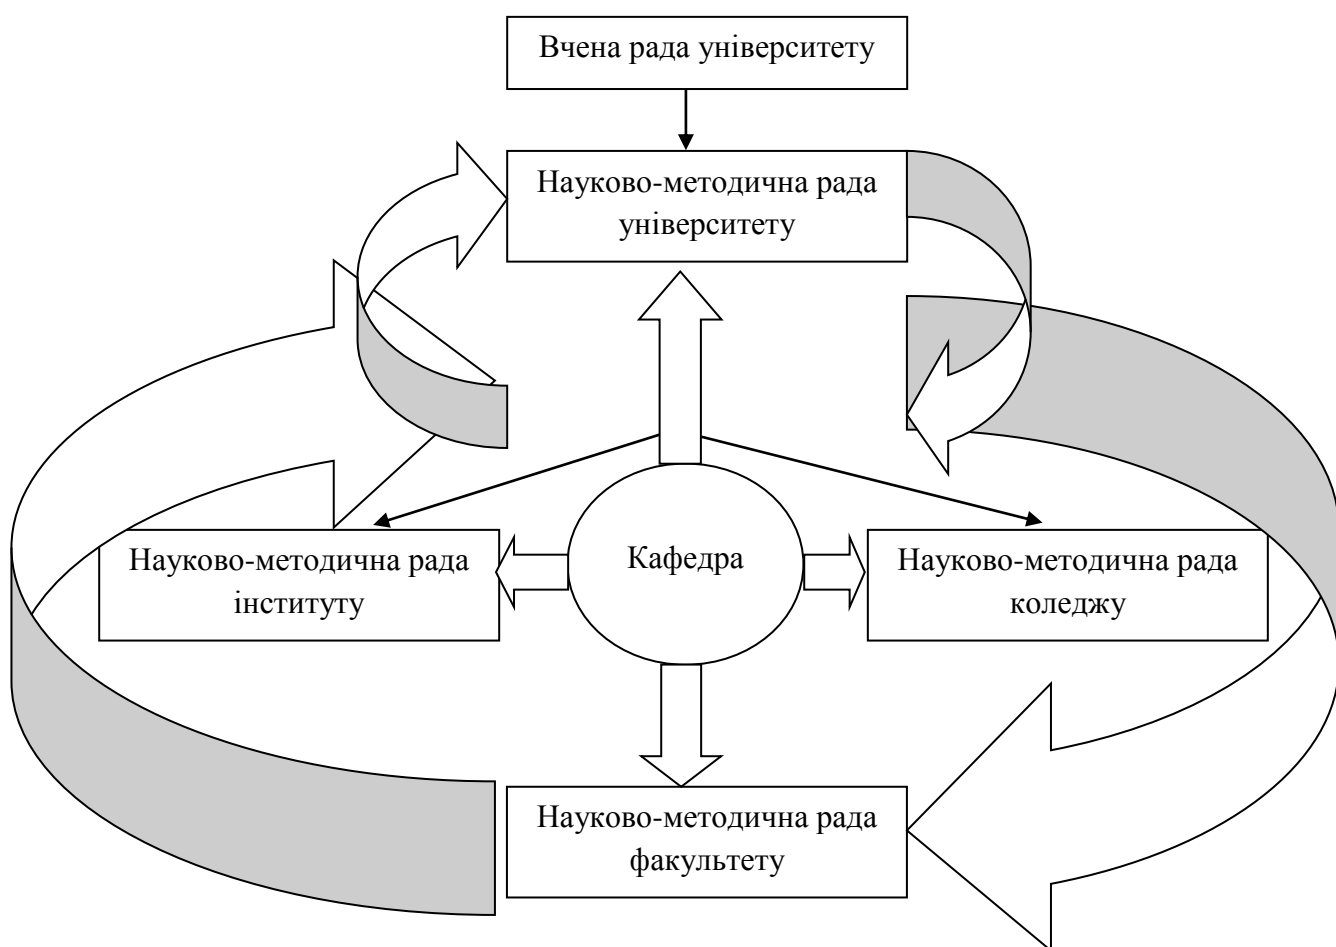 Вчена рада університету
Науково-методична рада
університету
Кафедра
Науково-методична рада
інституту
Науково-методична рада
коледжу
Науково-методична рада
факультету